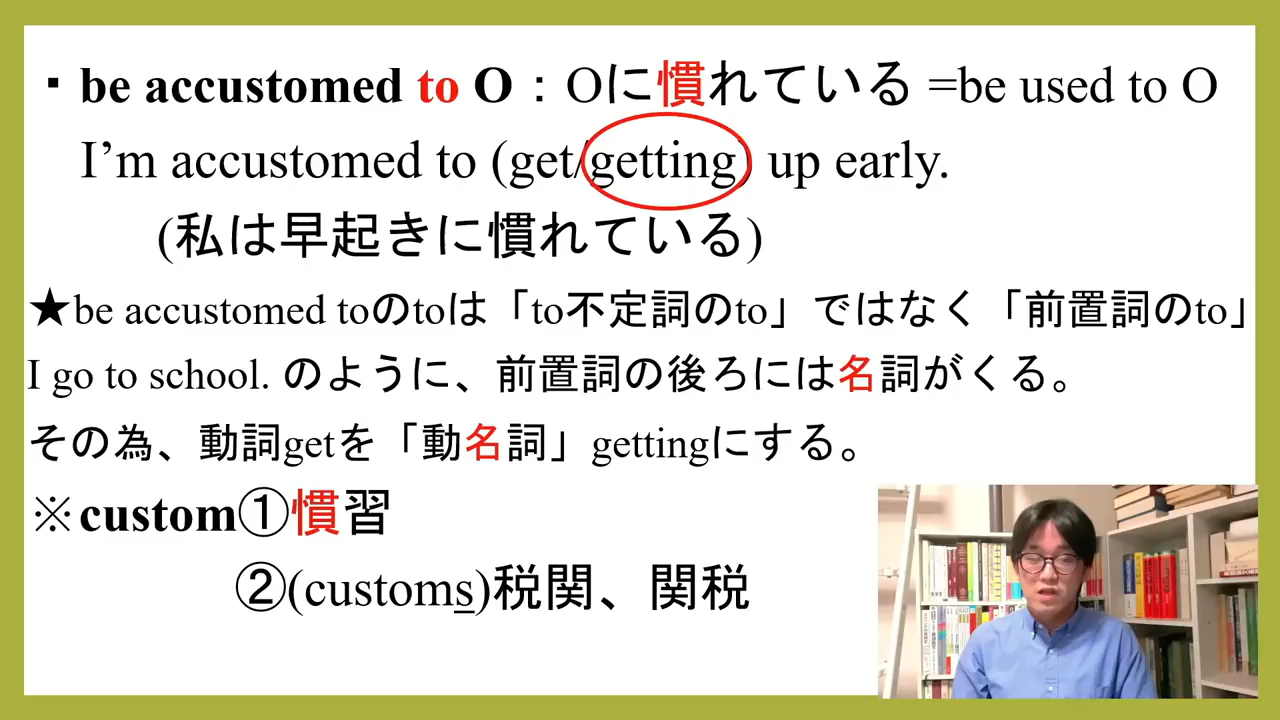 ・be accustomed to O：Oに慣れている =be used to O
I’m accustomed to (get/getting) up early.
(私は早起きに慣れている)
★be accustomed toのtoは「to不定詞のto」ではなく「前置詞のto」
I go to school. のように、前置詞の後ろには名詞がくる。
その為、動詞getを「動名詞」gettingにする。
※custom①慣習
②(customs)税関、関税